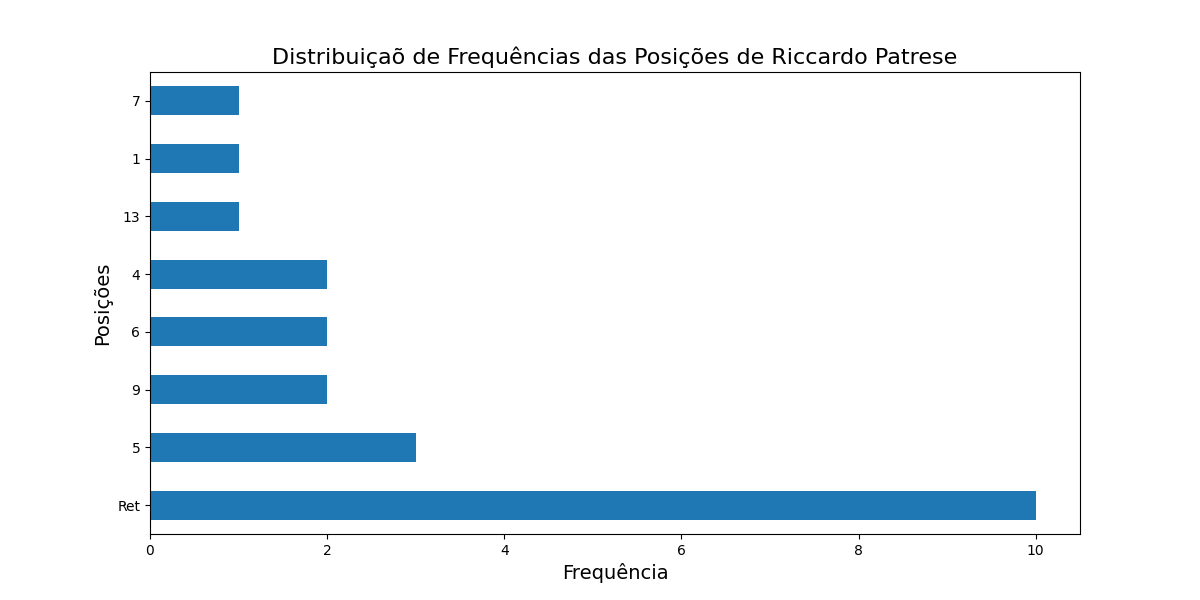 Distribuiçaõ de Frequências das Posições de Riccardo Patrese
7
1
13
4
6
9
5
Ret
Posições
0 2 4 6 8 10
Frequência